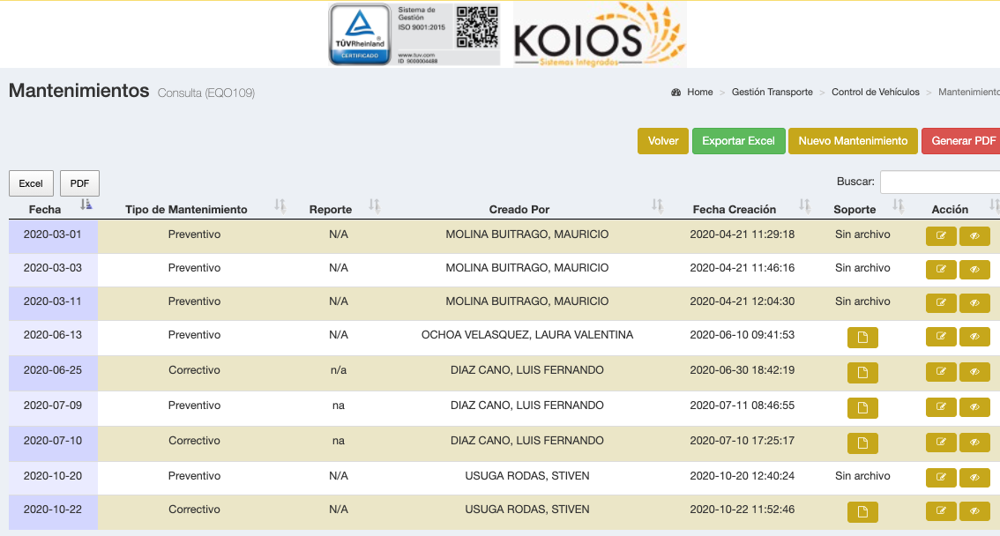 Sistema de
Gestión
ISO 9001:2015
TÜVRheinland
CERTIFICADO
www.tuv.com
ID 9000004488
KOIOS
Sistemas Integrados
Mantenimientos Consulta (EQO109)
Home > Gestión Transporte > Control de Vehículos > Mantenimiento
Volver Exportar Excel Nuevo Mantenimiento Generar PDF
Buscar:
Excel PDF
Fecha Tipo de Mantenimiento Reporte Creado Por Fecha Creación Soporte Acción
2020-03-01 Preventivo N/A MOLINA BUITRAGO, MAURICIO 2020-04-21 11:29:18 Sin archivo
2020-03-03 Preventivo N/A MOLINA BUITRAGO, MAURICIO 2020-04-21 11:46:16 Sin archivo
2020-03-11 Preventivo N/A MOLINA BUITRAGO, MAURICIO 2020-04-21 12:04:30 Sin archivo
2020-06-13 Preventivo N/A OCHOA VELASQUEZ, LAURA VALENTINA 2020-06-10 09:41:53
2020-06-25 Correctivo n/a DIAZ CANO, LUIS FERNANDO 2020-06-30 18:42:19
2020-07-09 Preventivo na DIAZ CANO, LUIS FERNANDO 2020-07-11 08:46:55
2020-07-10 Correctivo na DIAZ CANO, LUIS FERNANDO 2020-07-10 17:25:17
2020-10-20 Preventivo N/A USUGA RODAS, STIVEN 2020-10-20 12:40:24 Sin archivo
2020-10-22 Correctivo N/A USUGA RODAS, STIVEN 2020-10-22 11:52:46